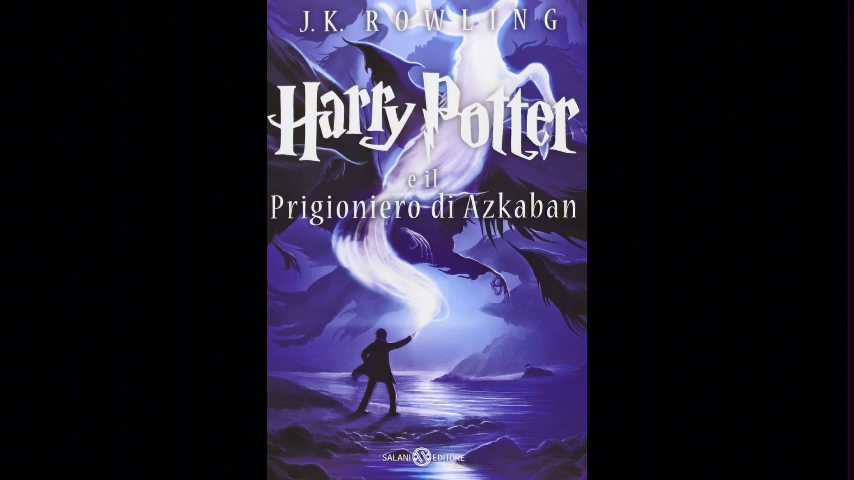 J. K. ROWLING
Harry Potter
e il
Prigioniero di Azkaban
SALANI EDITORE